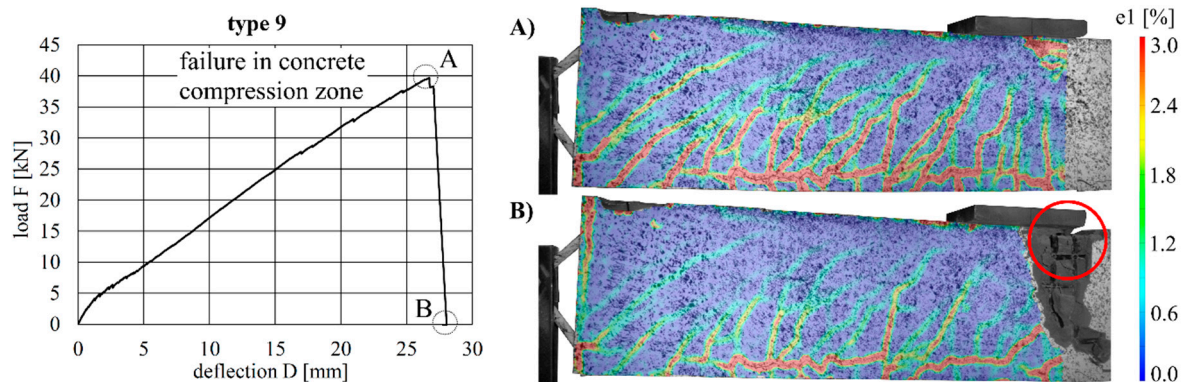 type 9
45
40
35
30
25
20
15
10
5
0
load F [kN]
failure in concrete
compression zone
A
B
0 5 10 15 20 25 30
deflection D [mm]
A)
B)
e1 [%]
3.0
2.4
1.8
1.2
0.6
0.0